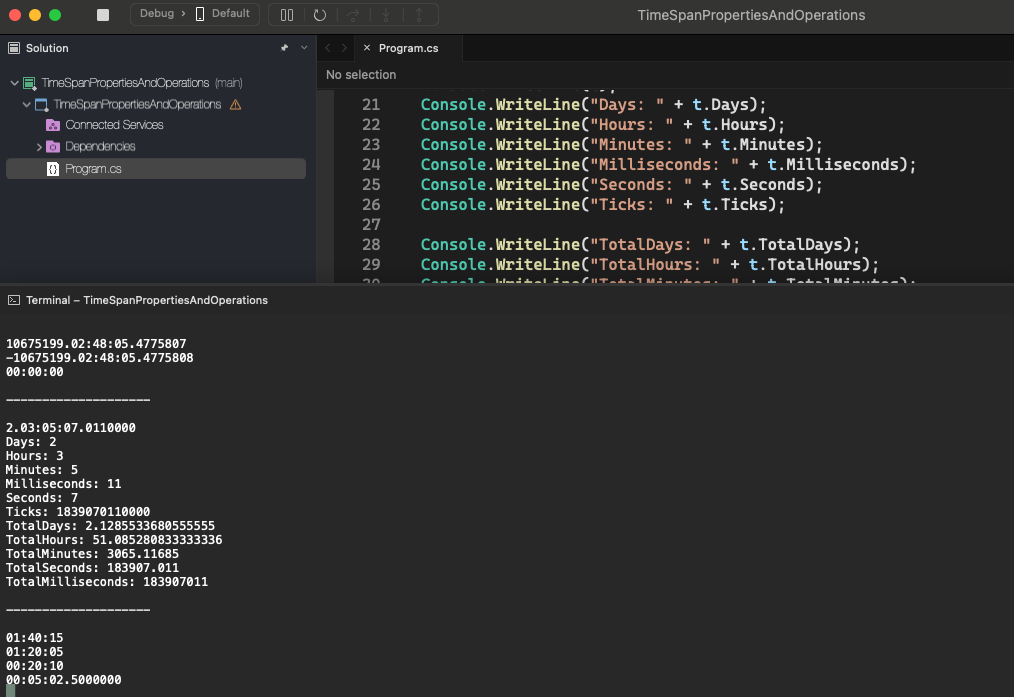 Debug › Default
TimeSpanPropertiesAndOperations
Solution
Program.cs
No selection
TimeSpanPropertiesAndOperations (main)
TimeSpanPropertiesAndOperations
Connected Services
Dependencies
Program.cs
21 Console.WriteLine("Days: " + t.Days);
22 Console.WriteLine("Hours: " + t.Hours);
23 Console.WriteLine("Minutes: " + t.Minutes);
24 Console.WriteLine("Milliseconds: " + t.Milliseconds);
25 Console.WriteLine("Seconds: " + t.Seconds);
26 Console.WriteLine("Ticks: " + t.Ticks);
27
28 Console.WriteLine("TotalDays: " + t.TotalDays);
29 Console.WriteLine("TotalHours: " + t.TotalHours);
30 Console.WriteLine("TotalMinutes: " + t.TotalMinutes);
Terminal – TimeSpanPropertiesAndOperations
10675199.02:48:05.4775807
-10675199.02:48:05.4775808
00:00:00
--------------------
2.03:05:07.0110000
Days: 2
Hours: 3
Minutes: 5
Milliseconds: 11
Seconds: 7
Ticks: 1839070110000
TotalDays: 2.1285533680555555
TotalHours: 51.085280833333336
TotalMinutes: 3065.11685
TotalSeconds: 183907.011
TotalMilliseconds: 183907011
--------------------
01:40:15
01:20:05
00:20:10
00:05:02.5000000